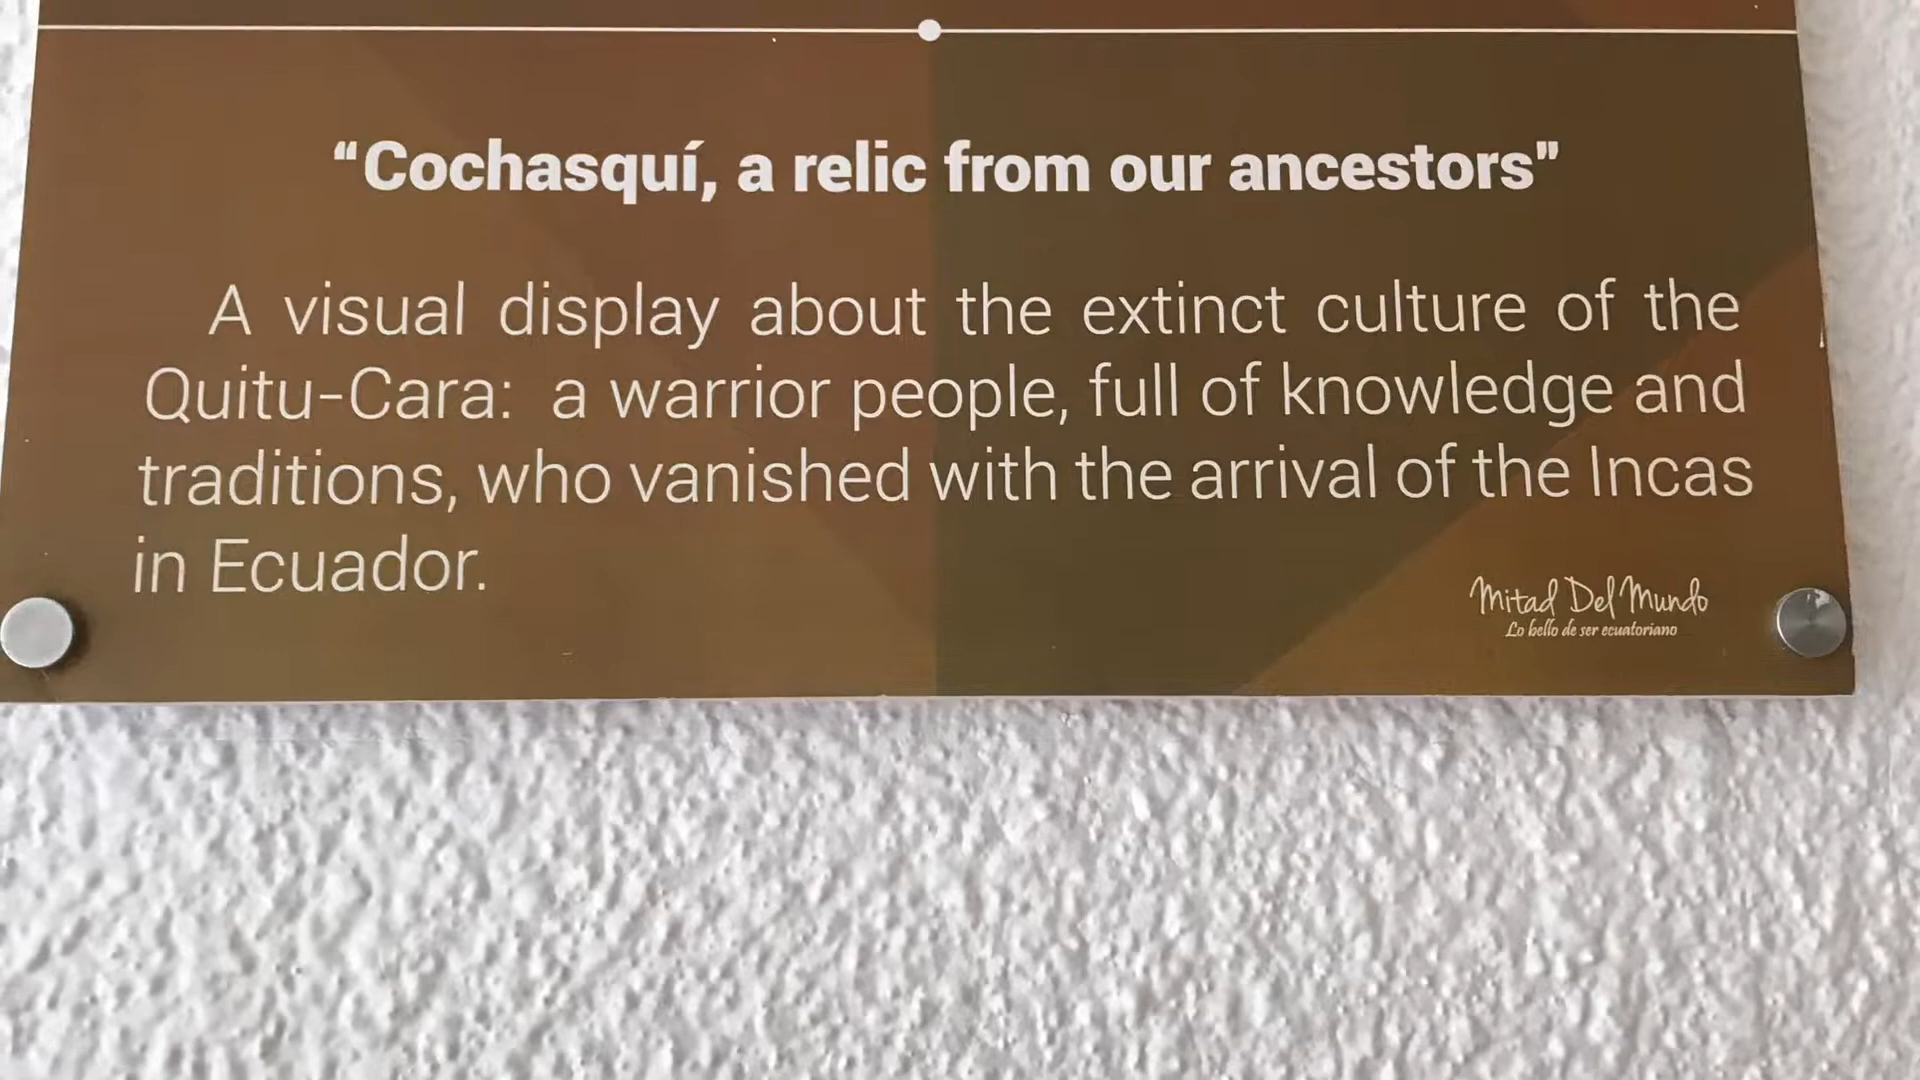 “Cochasquí, a relic from our ancestors”
A visual display about the extinct culture of the
Quitu-Cara: a warrior people, full of knowledge and
traditions, who vanished with the arrival of the Incas
in Ecuador.
Mitad Del Mundo
Lo bello de ser ecuatoriano